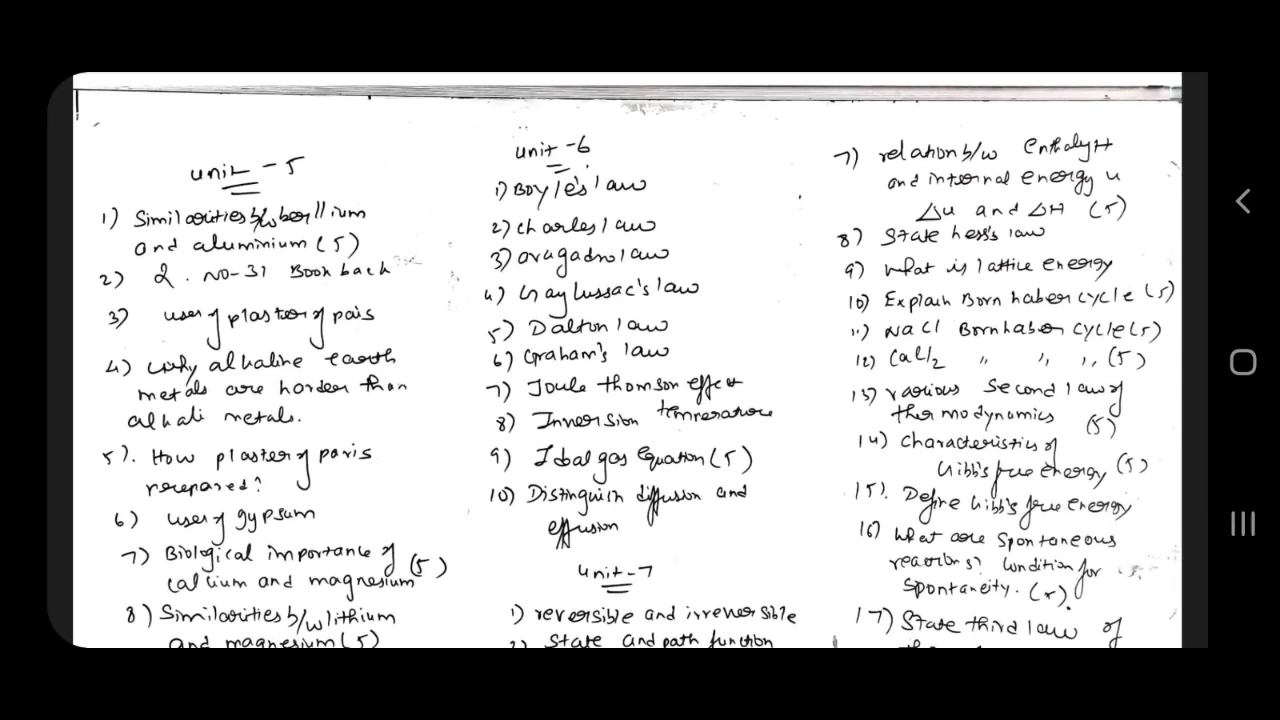 unit - 5
1) Similarities b/w beryllium
and aluminium (5)
2) Q. No-31 Book back
3) uses of plaster of pais
4) why alkaline earth
metals are harder than
alkali metals.
5). How plaster of paris
prepared?
6) uses of gypsum
7) Biological importance of
calcium and magnesium (5)
8) Similarities b/w lithium
and magnesium (5)
unit - 6
1) Boyle's law
2) charles law
3) avagadro law
4) Gay lussac's law
5) Dalton law
6) Graham's law
7) Joule thomson effect
8) Inversion temperature
9) Idal gas Equation (5)
10) Distinguish diffusion and
effusion
unit - 7
1) reversible and irreversible
2) State and path function
7) relation b/w Enthalpy H
and internal energy u
ΔU and ΔH (5)
8) State hess's law
9) What is lattice energy
10) Explain Born haber cycle (5)
11) NaCl Born haber cycle (5)
12) CaCl2 " " " (5)
13) various Second law of
thermodynamics (5)
14) Characteristics of
Gibb's free energy (5)
15). Define Gibb's free energy
16) What are spontaneous
reactions? Condition for
Spontaneity. (5).
17) State third law of